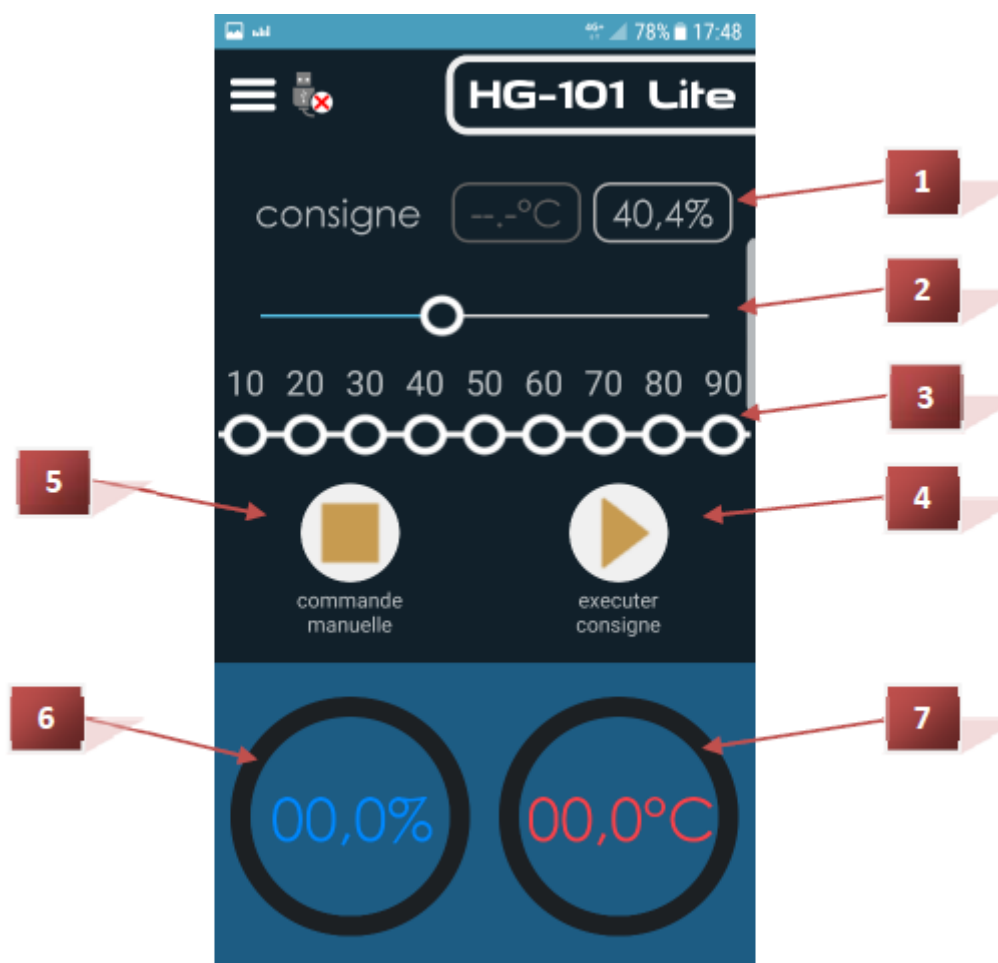 78% 17:48
HG-101 Lite
1
consigne --.-°C 40,4%
2
10 20 30 40 50 60 70 80 90
3
5
4
commande
manuelle
executer
consigne
6
7
00,0% 00,0°C